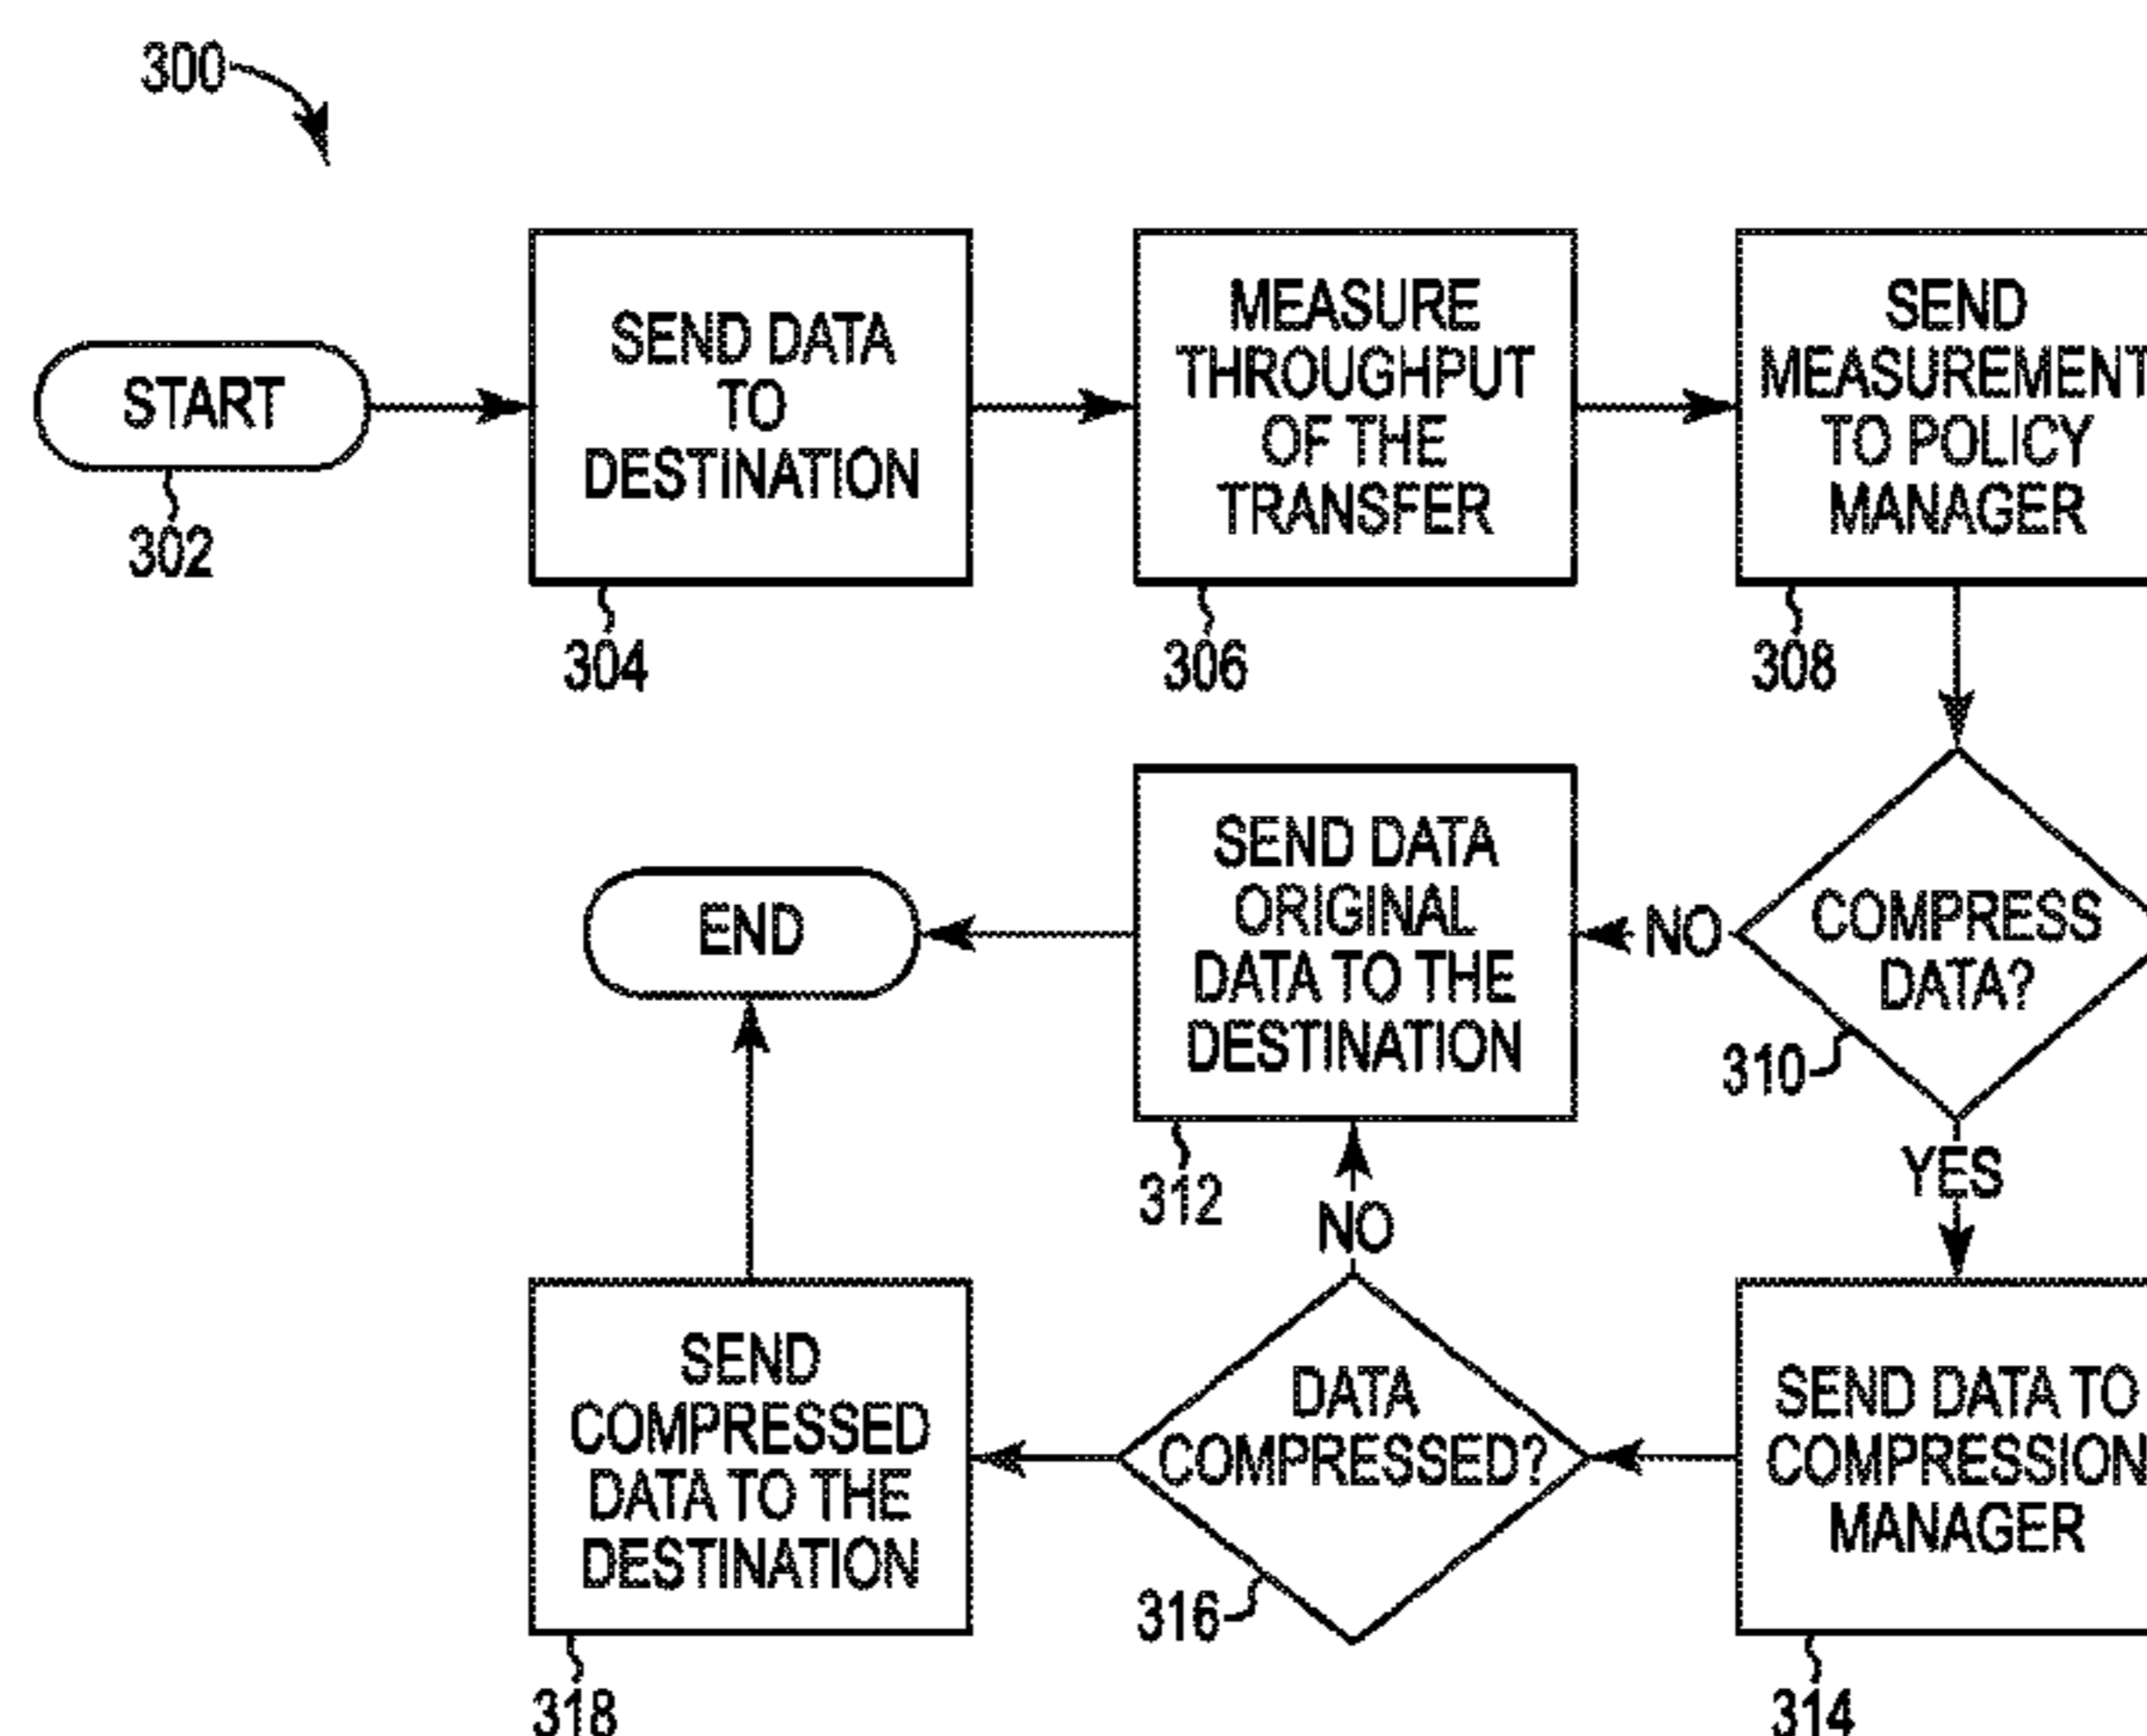 300
START
302
SEND DATA
TO
DESTINATION
304
MEASURE
THROUGHPUT
OF THE
TRANSFER
306
SEND
MEASUREMENT
TO POLICY
MANAGER
308
COMPRESS
DATA?
310
NO
YES
SEND DATA
ORIGINAL
DATA TO THE
DESTINATION
312
END
SEND DATA TO
COMPRESSION
MANAGER
314
DATA
COMPRESSED?
316
NO
SEND
COMPRESSED
DATA TO THE
DESTINATION
318